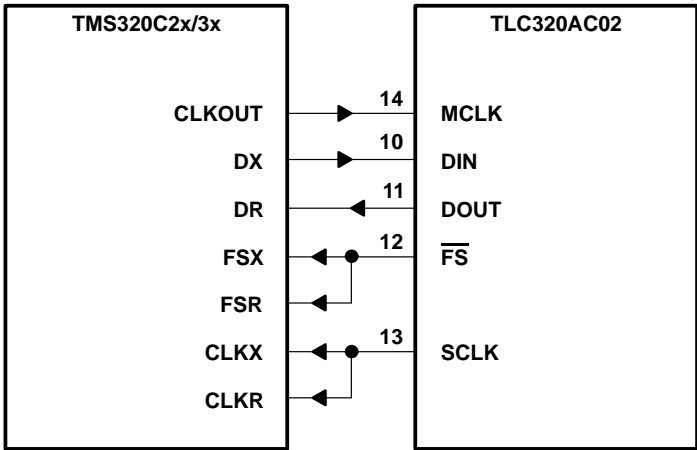 TMS320C2x/3x
TLC320AC02
CLKOUT
14
MCLK
DX
10
DIN
DR
11
DOUT
FSX
12
F̅S̅
FSR
CLKX
13
SCLK
CLKR